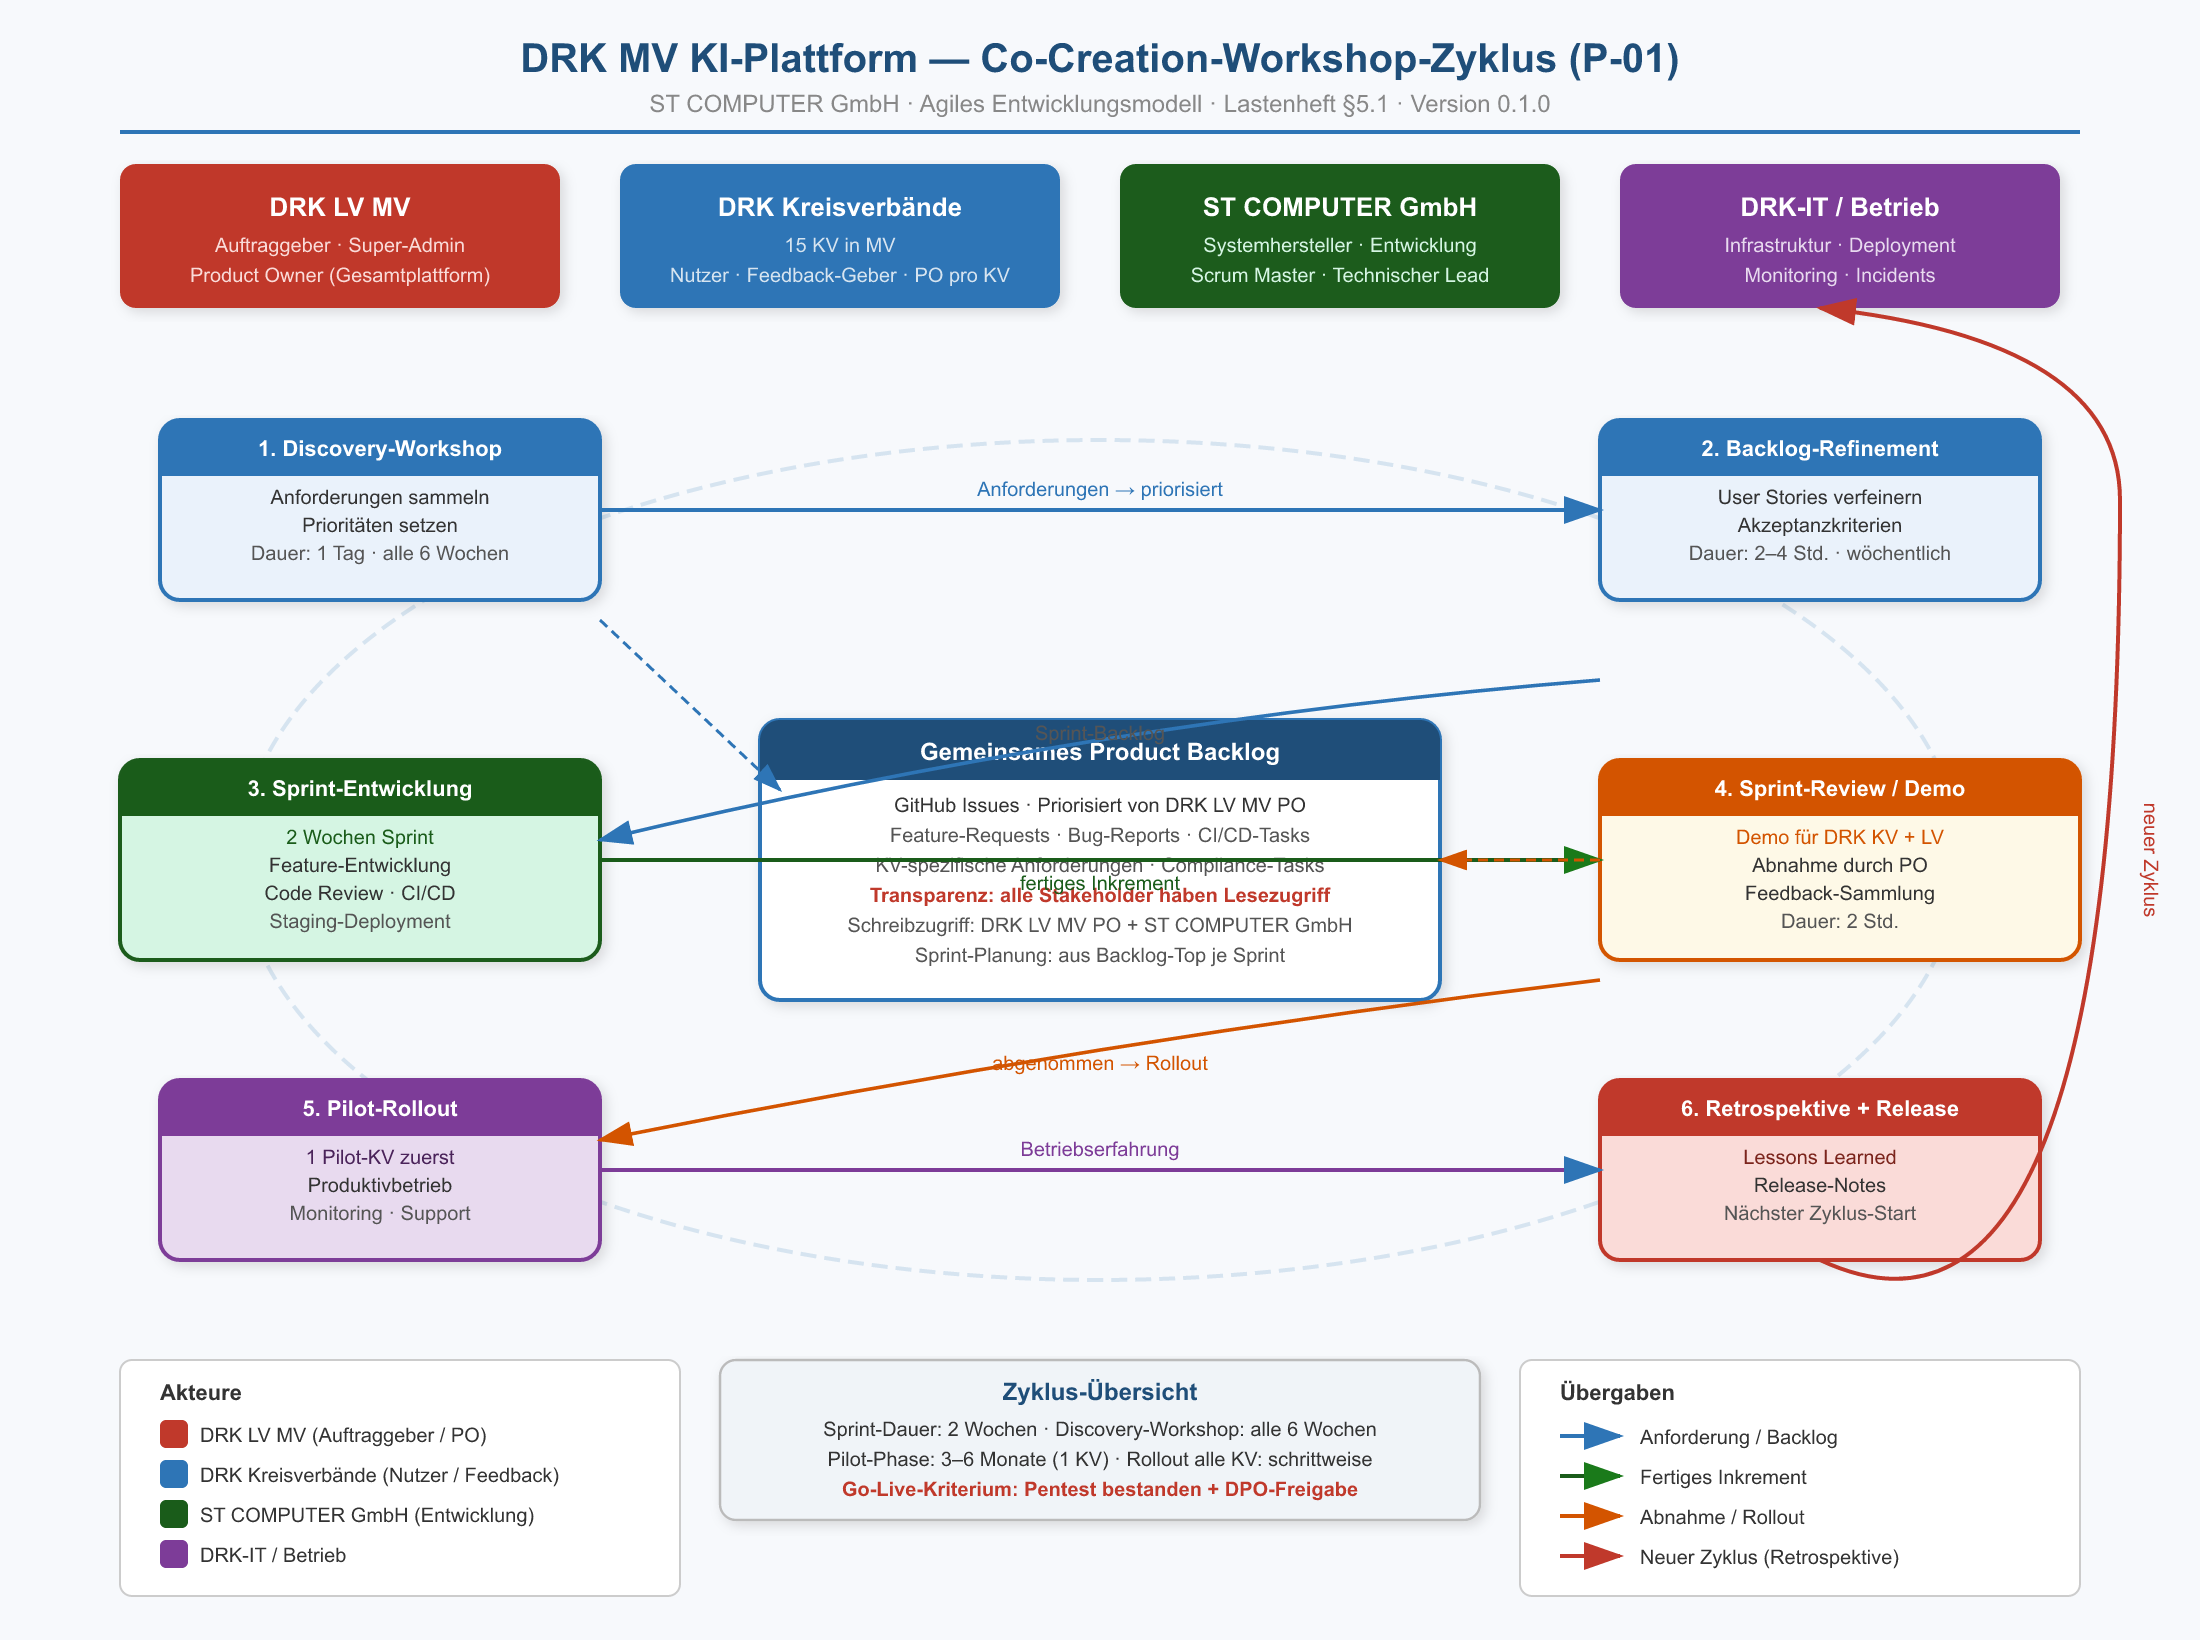 DRK MV KI-Plattform — Co-Creation-Workshop-Zyklus (P-01)
ST COMPUTER GmbH · Agiles Entwicklungsmodell · Lastenheft §5.1 · Version 0.1.0
DRK LV MV
Auftraggeber · Super-Admin
Product Owner (Gesamtplattform)
DRK Kreisverbände
15 KV in MV
Nutzer · Feedback-Geber · PO pro KV
ST COMPUTER GmbH
Systemhersteller · Entwicklung
Scrum Master · Technischer Lead
DRK-IT / Betrieb
Infrastruktur · Deployment
Monitoring · Incidents
1. Discovery-Workshop
Anforderungen sammeln
Prioritäten setzen
Dauer: 1 Tag · alle 6 Wochen
Anforderungen → priorisiert
2. Backlog-Refinement
User Stories verfeinern
Akzeptanzkriterien
Dauer: 2–4 Std. · wöchentlich
3. Sprint-Entwicklung
2 Wochen Sprint
Feature-Entwicklung
Code Review · CI/CD
Staging-Deployment
Sprint-Backlog
Gemeinsames Product Backlog
GitHub Issues · Priorisiert von DRK LV MV PO
Feature-Requests · Bug-Reports · CI/CD-Tasks
KV-spezifische Anforderungen · Compliance-Tasks
fertiges Inkrement
Transparenz: alle Stakeholder haben Lesezugriff
Schreibzugriff: DRK LV MV PO + ST COMPUTER GmbH
Sprint-Planung: aus Backlog-Top je Sprint
4. Sprint-Review / Demo
Demo für DRK KV + LV
Abnahme durch PO
Feedback-Sammlung
Dauer: 2 Std.
neuer Zyklus
abgenommen → Rollout
5. Pilot-Rollout
1 Pilot-KV zuerst
Produktivbetrieb
Monitoring · Support
Betriebserfahrung
6. Retrospektive + Release
Lessons Learned
Release-Notes
Nächster Zyklus-Start
Akteure
DRK LV MV (Auftraggeber / PO)
DRK Kreisverbände (Nutzer / Feedback)
ST COMPUTER GmbH (Entwicklung)
DRK-IT / Betrieb
Zyklus-Übersicht
Sprint-Dauer: 2 Wochen · Discovery-Workshop: alle 6 Wochen
Pilot-Phase: 3–6 Monate (1 KV) · Rollout alle KV: schrittweise
Go-Live-Kriterium: Pentest bestanden + DPO-Freigabe
Übergaben
Anforderung / Backlog
Fertiges Inkrement
Abnahme / Rollout
Neuer Zyklus (Retrospektive)